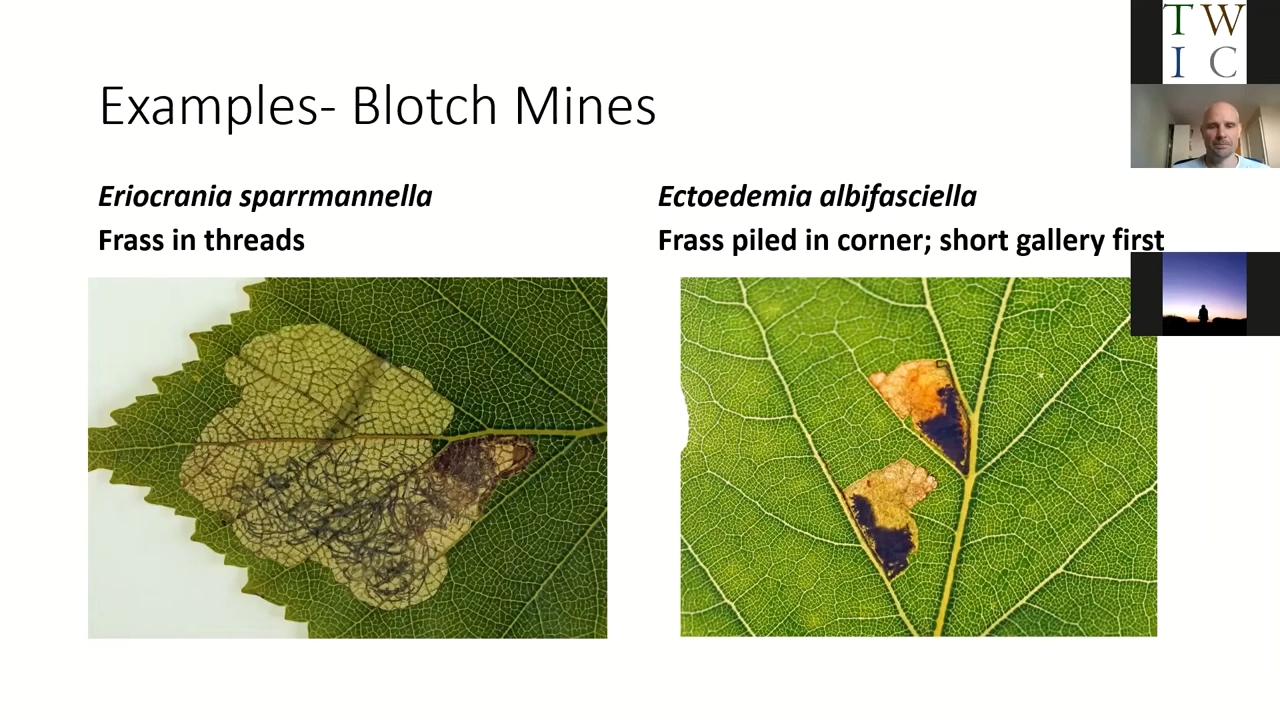 T W
I C
Examples- Blotch Mines
Eriocrania sparrmannella
Frass in threads
Ectoedemia albifasciella
Frass piled in corner; short gallery first